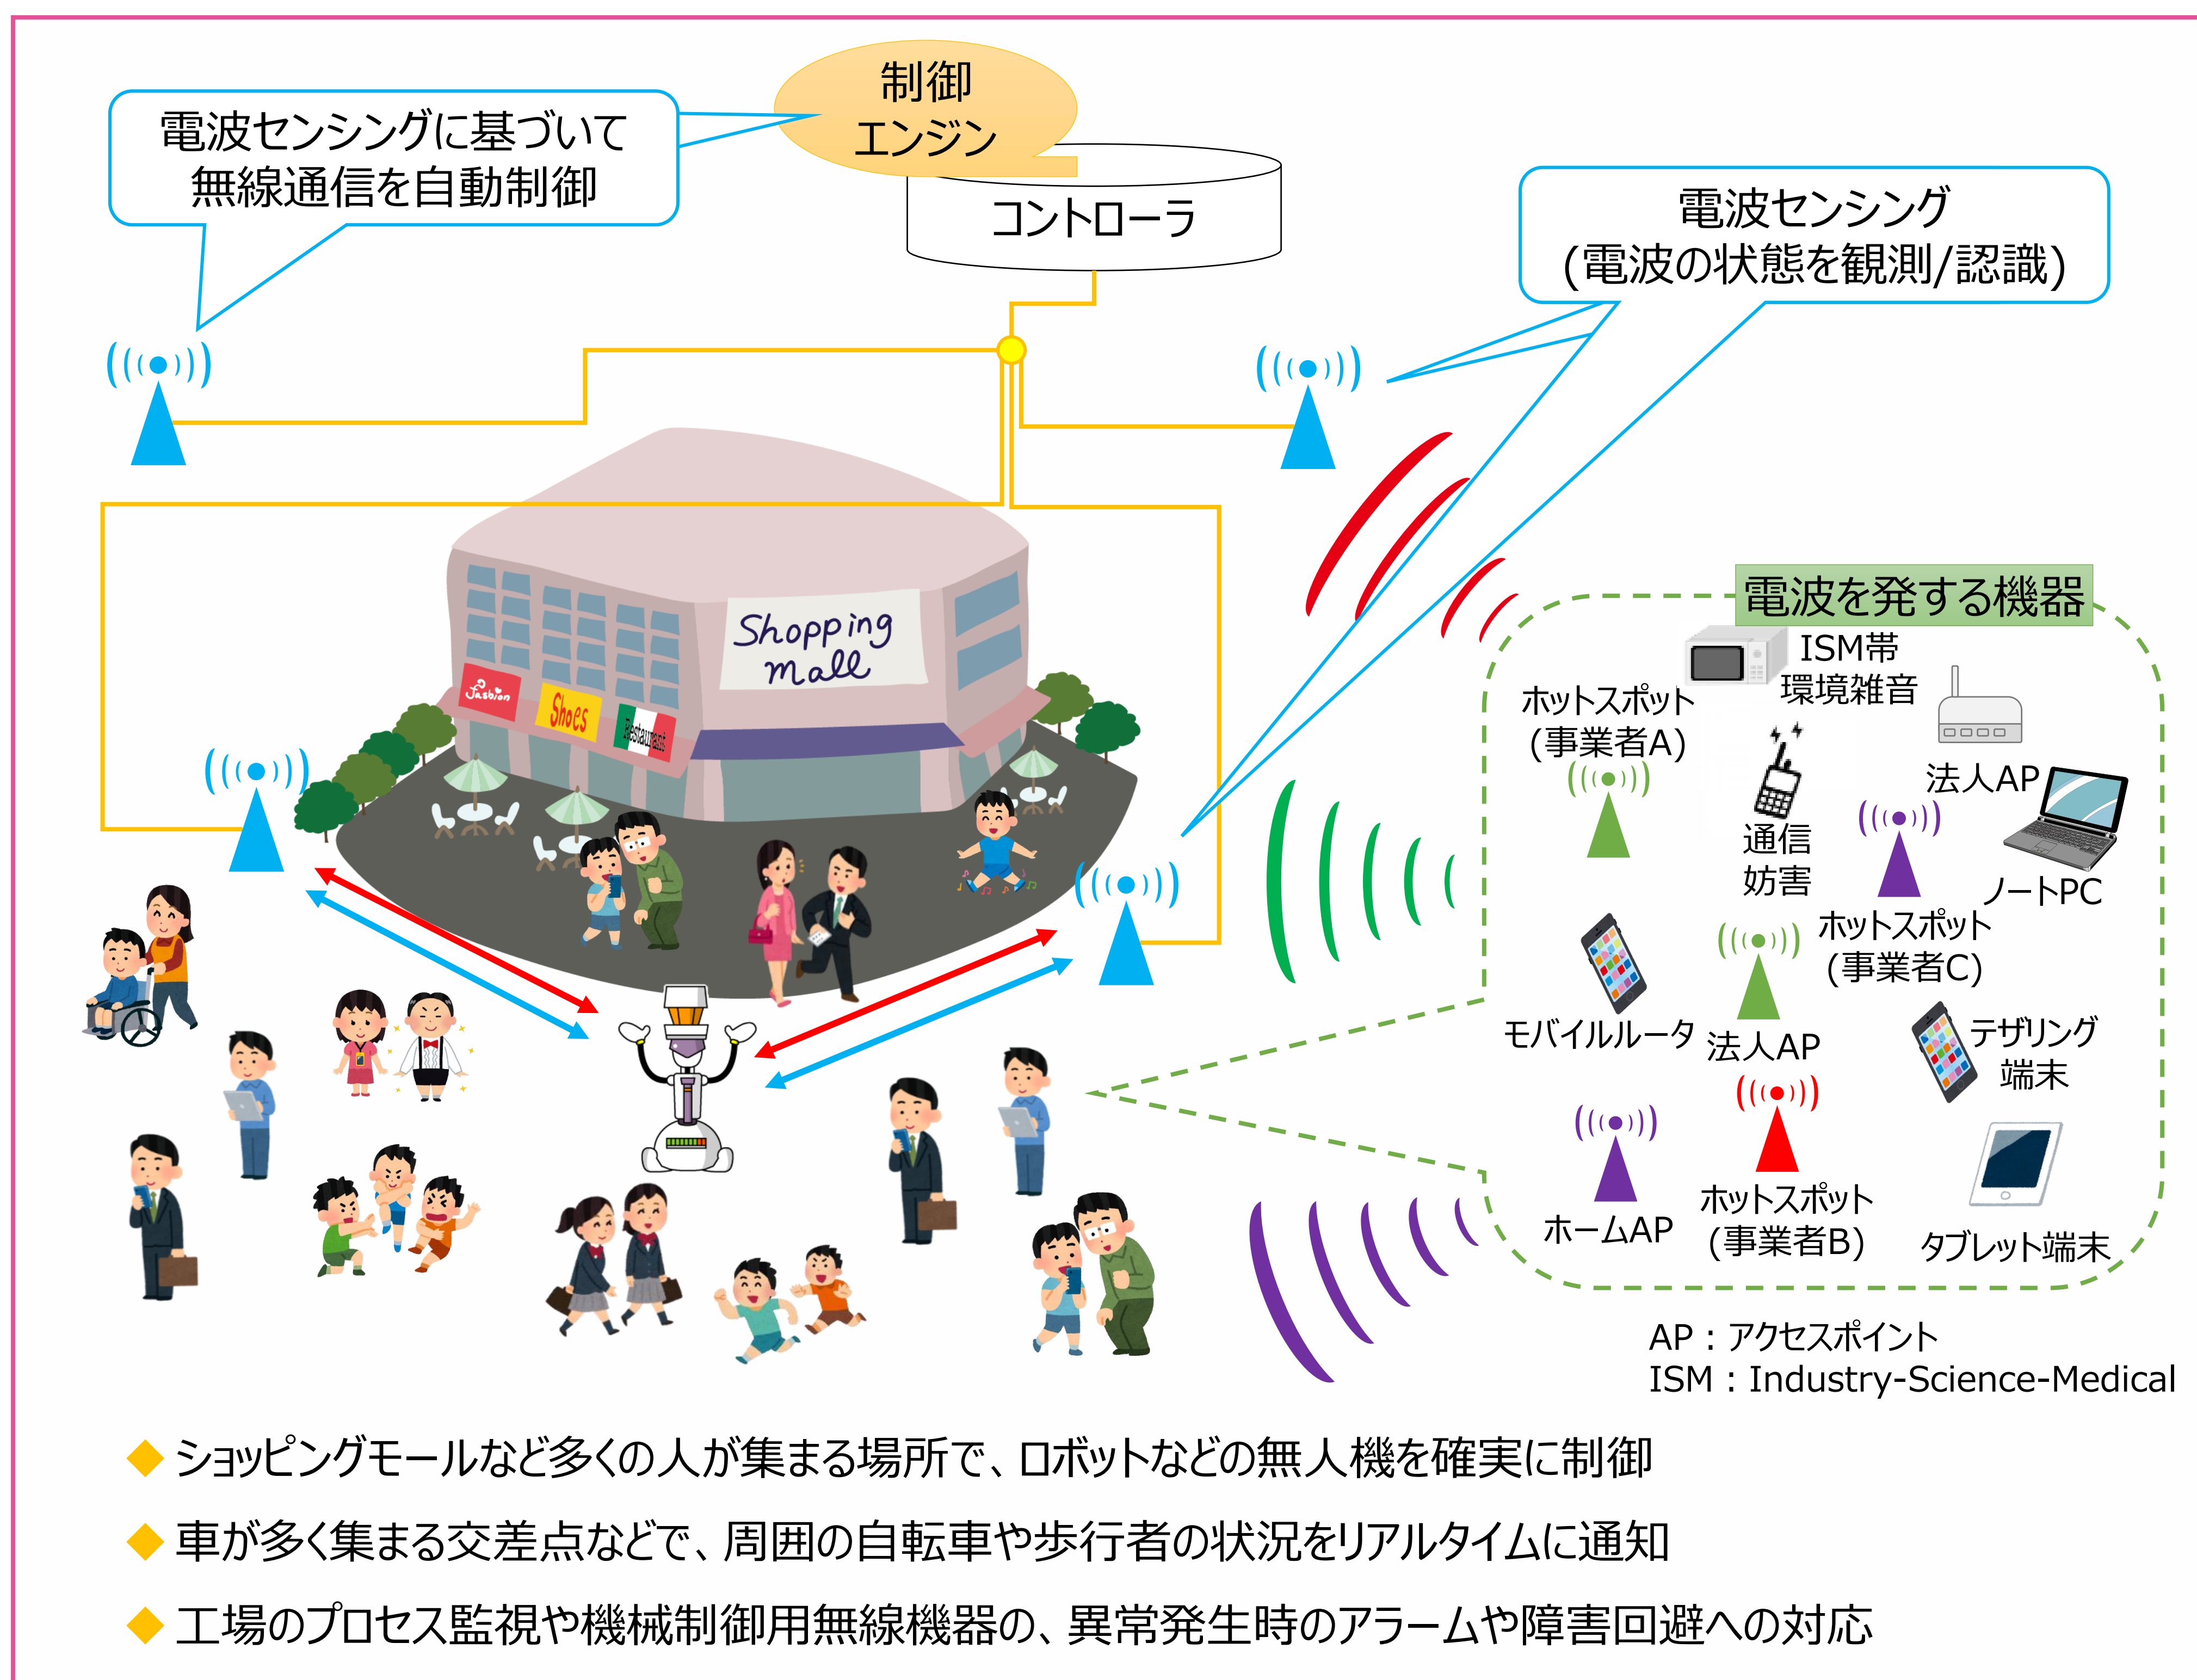 制御
エンジン
電波センシングに基づいて
無線通信を自動制御
コントローラ
電波センシング
(電波の状態を観測/認識)
Shopping
mall
Fashion
Shoes
Restaurant
電波を発する機器
ISM帯
環境雑音
ホットスポット
(事業者A)
法人AP
通信
妨害
ノートPC
ホットスポット
(事業者C)
モバイルルータ
法人AP
テザリング
端末
ホームAP
ホットスポット
(事業者B)
タブレット端末
AP：アクセスポイント
ISM：Industry-Science-Medical
◆ ショッピングモールなど多くの人が集まる場所で、ロボットなどの無人機を確実に制御
◆ 車が多く集まる交差点などで、周囲の自転車や歩行者の状況をリアルタイムに通知
◆ 工場のプロセス監視や機械制御用無線機器の、異常発生時のアラームや障害回避への対応